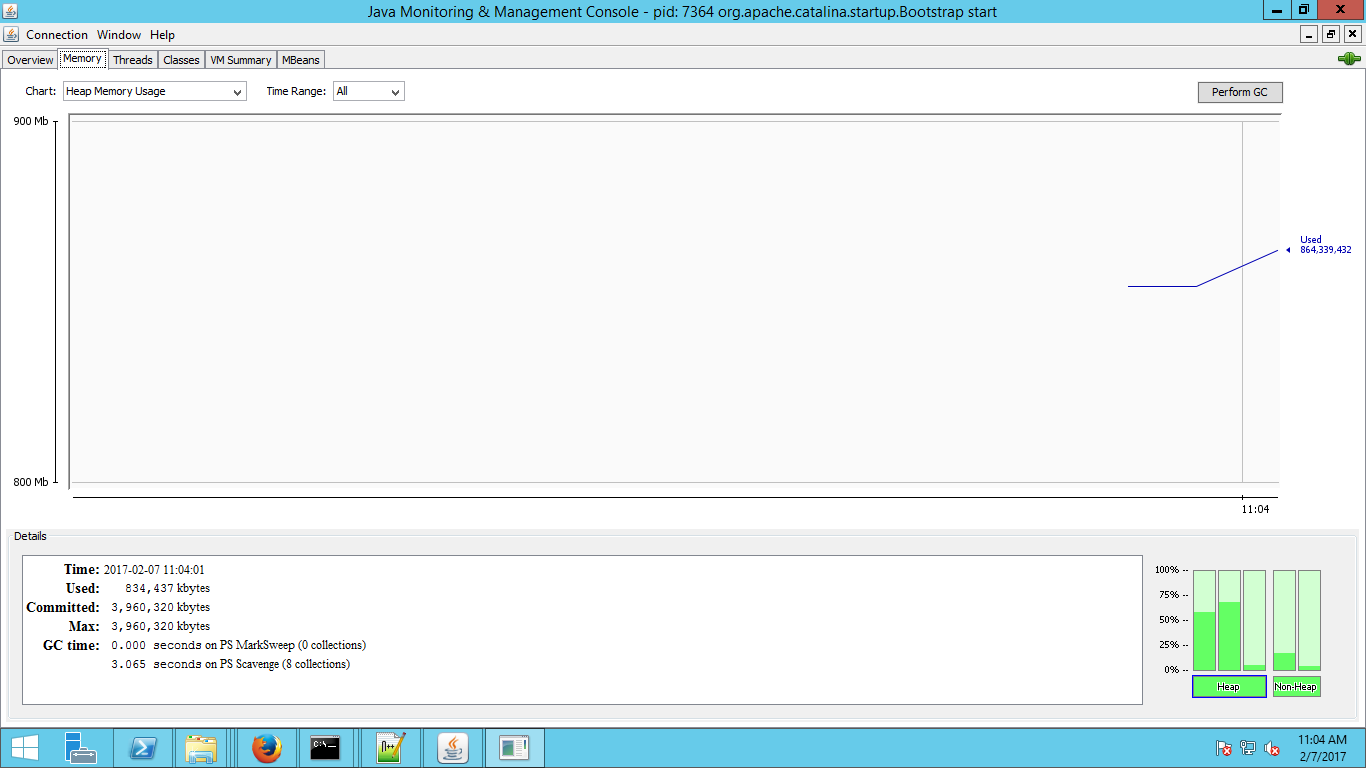 Java Monitoring & Management Console - pid: 7364 org.apache.catalina.startup.Bootstrap start
Connection Window Help
Overview Memory Threads Classes VM Summary MBeans
Chart: Heap Memory Usage Time Range: All Perform GC
900 Mb
Used
864,339,432
800 Mb
11:04
Details
Time: 2017-02-07 11:04:01
Used: 834,437 kbytes
Committed: 3,960,320 kbytes
Max: 3,960,320 kbytes
GC time: 0.000 seconds on PS MarkSweep (0 collections)
3.065 seconds on PS Scavenge (8 collections)
100% --
75% --
50% --
25% --
0% --
Heap Non-Heap
C:\_
11:04 AM
2/7/2017